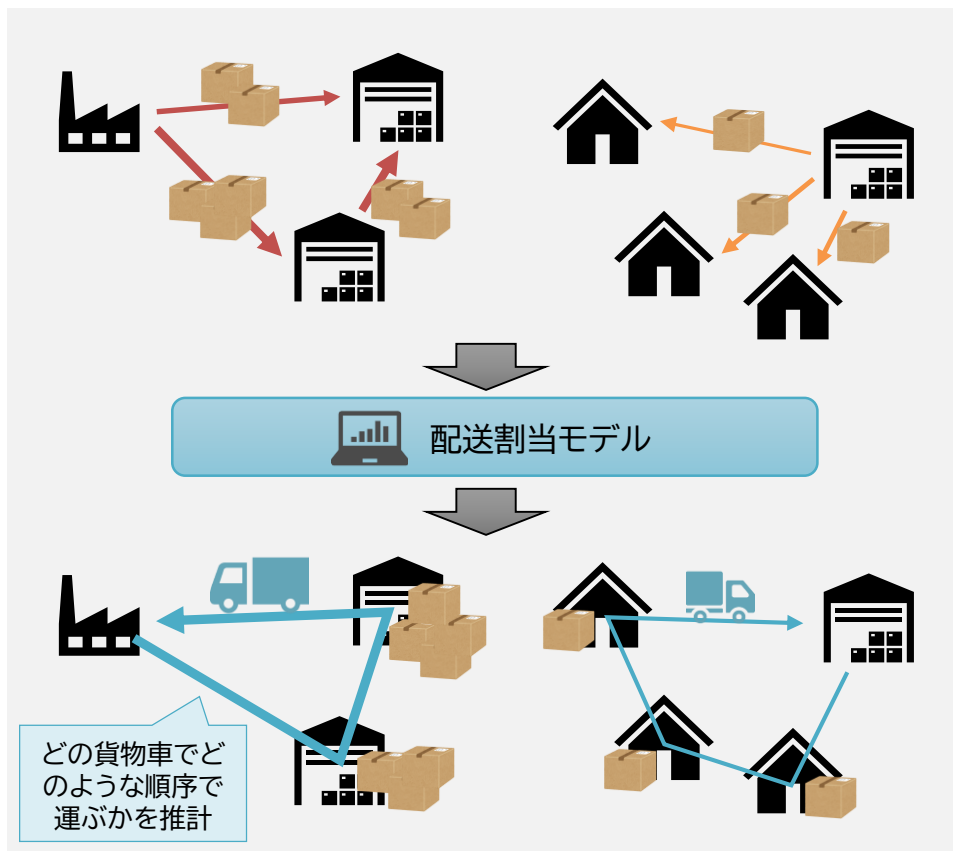 配送割当モデル
どの貨物車でど
のような順序で
運ぶかを推計